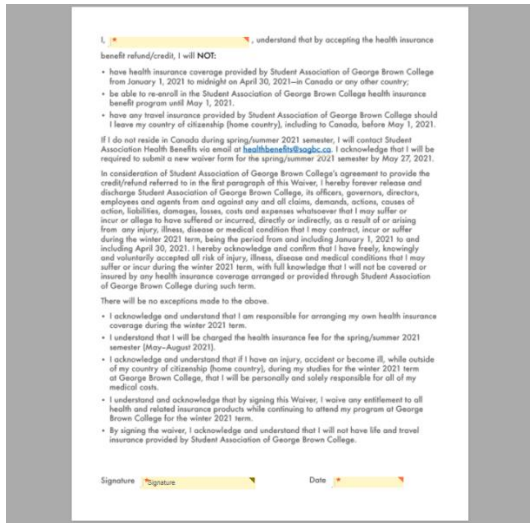 I, * , understand that by accepting the health insurance
benefit refund/credit, I will NOT:
• have health insurance coverage provided by Student Association of George Brown College
from January 1, 2021 to midnight on April 30, 2021—in Canada or any other country;
• be able to re-enroll in the Student Association of George Brown College health insurance
benefit program until May 1, 2021.
• have any travel insurance provided by Student Association of George Brown College should
I leave my country of citizenship (home country), including to Canada, before May 1, 2021.
If I do not reside in Canada during spring/summer 2021 semester, I will contact Student
Association Health Benefits via email at healthbenefits@sagbc.ca. I acknowledge that I will be
required to submit a new waiver form for the spring/summer 2021 semester by May 27, 2021.
In consideration of Student Association of George Brown College's agreement to provide the
credit/refund referred to in the first paragraph of this Waiver, I hereby forever release and
discharge Student Association of George Brown College, its officers, governors, directors,
employees and agents from and against any and all claims, demands, actions, causes of
action, liabilities, damages, losses, costs and expenses whatsoever that I may suffer or
incur or allege to have suffered or incurred, directly or indirectly, as a result of or arising
from any injury, illness, disease or medical condition that I may contract, incur or suffer
during the winter 2021 term, being the period from and including January 1, 2021 to and
including April 30, 2021. I hereby acknowledge and confirm that I have freely, knowingly
and voluntarily accepted all risk of injury, illness, disease and medical conditions that I may
suffer or incur during the winter 2021 term, with full knowledge that I will not be covered or
insured by any health insurance coverage arranged or provided through Student Association
of George Brown College during such term.
There will be no exceptions made to the above.
• I acknowledge and understand that I am responsible for arranging my own health insurance
coverage during the winter 2021 term.
• I understand that I will be charged the health insurance fee for the spring/summer 2021
semester (May–August 2021).
• I acknowledge and understand that if I have an injury, accident or become ill, while outside
of my country of citizenship (home country), during my studies for the winter 2021 term
at George Brown College, that I will be personally and solely responsible for all of my
medical costs.
• I understand and acknowledge that by signing this Waiver, I waive any entitlement to all
health and related insurance products while continuing to attend my program at George
Brown College for the winter 2021 term.
• By signing the waiver, I acknowledge and understand that I will not have life and travel
insurance provided by Student Association of George Brown College.
Signature *Signature Date *